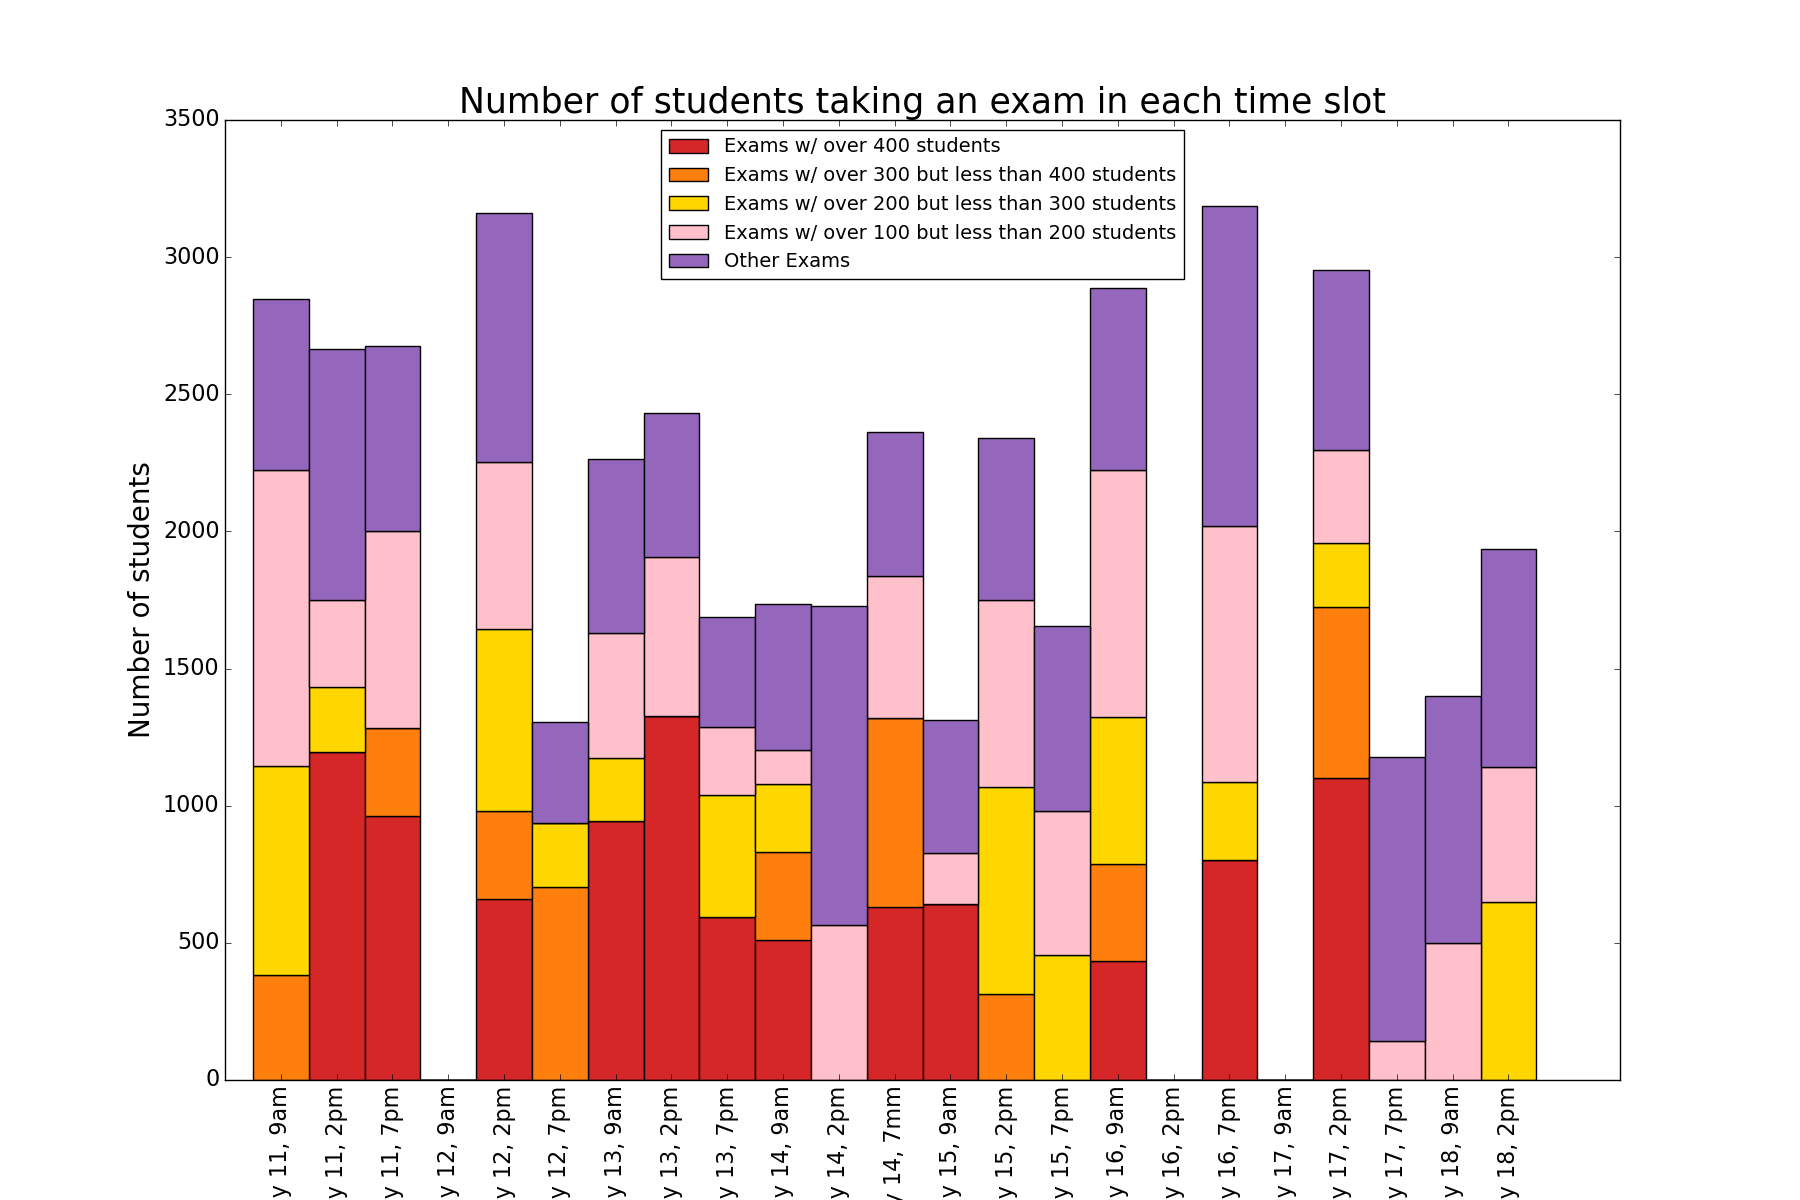 Number of students taking an exam in each time slot
Exams w/ over 400 students
Exams w/ over 300 but less than 400 students
Exams w/ over 200 but less than 300 students
Exams w/ over 100 but less than 200 students
Other Exams
Number of students
3500
3000
2500
2000
1500
1000
500
0
y 11, 9am
y 11, 2pm
y 11, 7pm
y 12, 9am
y 12, 2pm
y 12, 7pm
y 13, 9am
y 13, 2pm
y 13, 7pm
y 14, 9am
y 14, 2pm
y 14, 7mm
y 15, 9am
y 15, 2pm
y 15, 7pm
y 16, 9am
y 16, 2pm
y 16, 7pm
y 17, 9am
y 17, 2pm
y 17, 7pm
y 18, 9am
y 18, 2pm